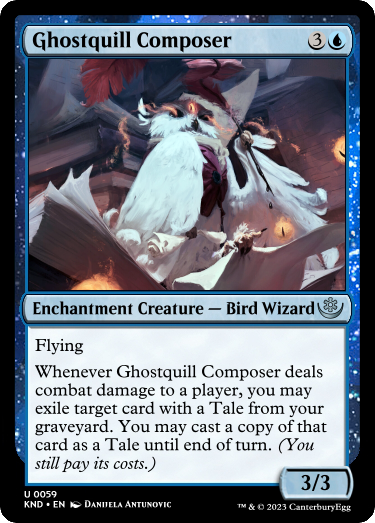 Ghostquill Composer 3
Enchantment Creature — Bird Wizard
Flying
Whenever Ghostquill Composer deals
combat damage to a player, you may
exile target card with a Tale from your
graveyard. You may cast a copy of that
card as a Tale until end of turn. (You
still pay its costs.)
3/3
U 0059
KND • EN DANIJELA ANTUNOVIC
™ & © 2023 CanterburyEgg